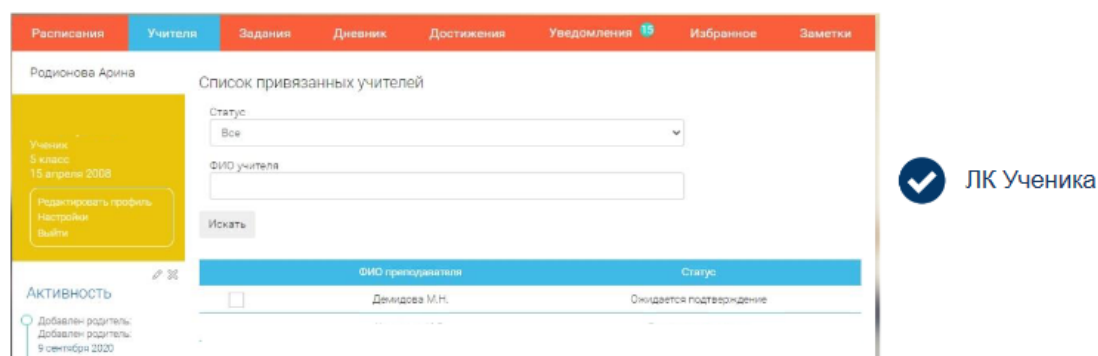 Расписания Учителя Задания Дневник Достижения Уведомления 15 Избранное Заметки
Родионова Арина
Список привязанных учителей
Статус
Все
Ученик
5 класс
15 апреля 2008
ФИО учителя
Редактировать профиль
Настройки
Выйти
Искать
ФИО преподавателя Статус
Демидова М.Н. Ожидается подтверждение
Активность
Добавлен родитель:
Добавлен родитель:
9 сентября 2020
ЛК Ученика